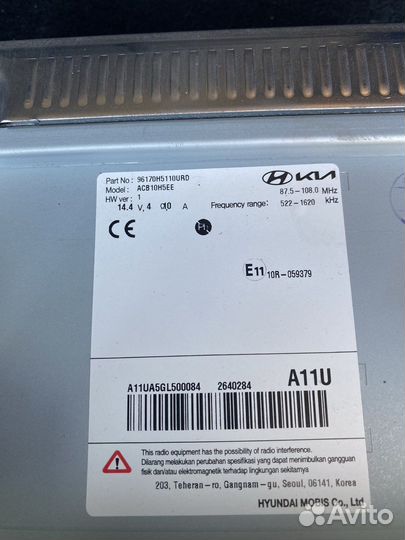 Part No : 96170H5110URD
KIA
Model : ACB10H5EE
87.5-108.0 MHz
HW ver : 1
14.4 V, 4 A
Frequency range: 522-1620 kHz
CE
E11 10R-059379
A11UA5GL500084 2640284 A11U
This radio equipment has the possibility of radio interference.
Dilarang melakukan perubahan spesifikasi yang dapat menimbulkan gangguan
fisik dan/atau elektromagnetik terhadap lingkungan sekitarnya
203, Teheran-ro, Gangnam-gu, Seoul, 06141, Korea
HYUNDAI MOBIS Co., Ltd
Avito